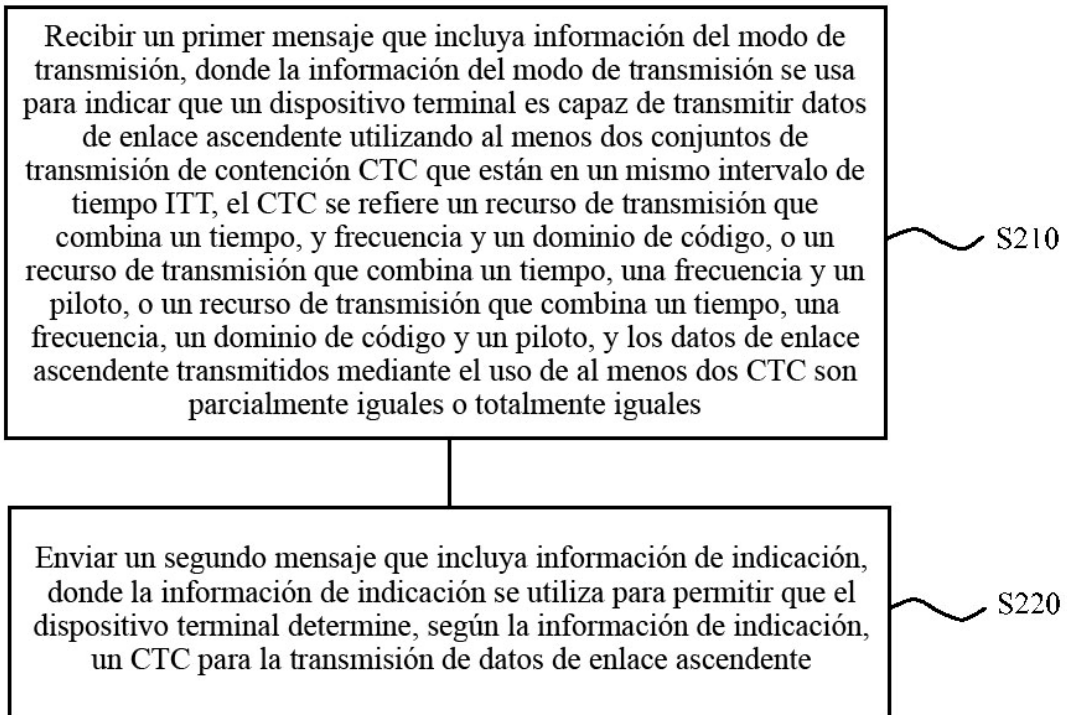 Recibir un primer mensaje que incluya información del modo de
transmisión, donde la información del modo de transmisión se usa
para indicar que un dispositivo terminal es capaz de transmitir datos
de enlace ascendente utilizando al menos dos conjuntos de
transmisión de contención CTC que están en un mismo intervalo de
tiempo ITT, el CTC se refiere un recurso de transmisión que
combina un tiempo, y frecuencia y un dominio de código, o un
recurso de transmisión que combina un tiempo, una frecuencia y un
piloto, o un recurso de transmisión que combina un tiempo, una
frecuencia, un dominio de código y un piloto, y los datos de enlace
ascendente transmitidos mediante el uso de al menos dos CTC son
parcialmente iguales o totalmente iguales
S210
Enviar un segundo mensaje que incluya información de indicación,
donde la información de indicación se utiliza para permitir que el
dispositivo terminal determine, según la información de indicación,
un CTC para la transmisión de datos de enlace ascendente
S220